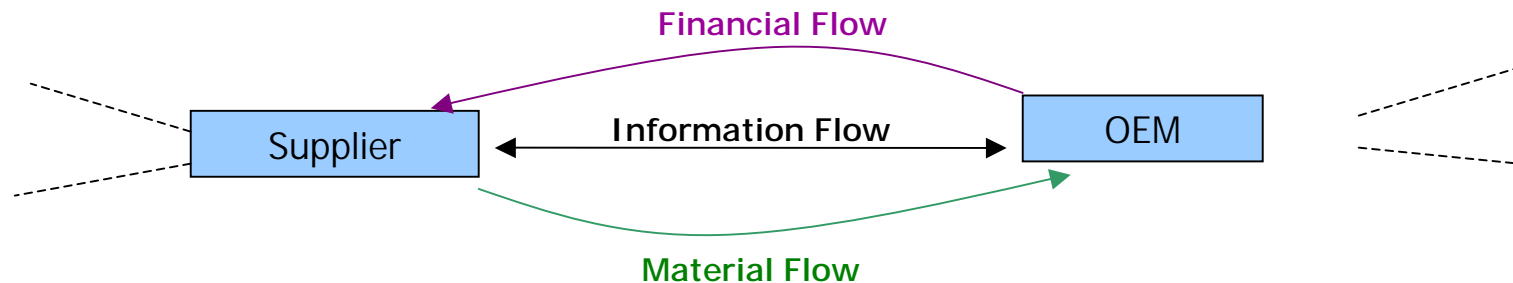 Financial Flow
Supplier
Information Flow
OEM
Material Flow